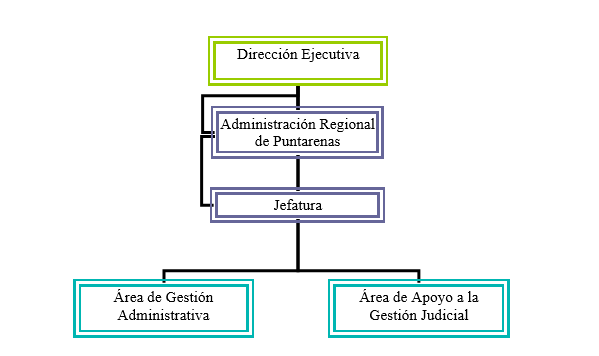 Dirección Ejecutiva
Administración Regional
de Puntarenas
Jefatura
Área de Gestión
Administrativa
Área de Apoyo a la
Gestión Judicial